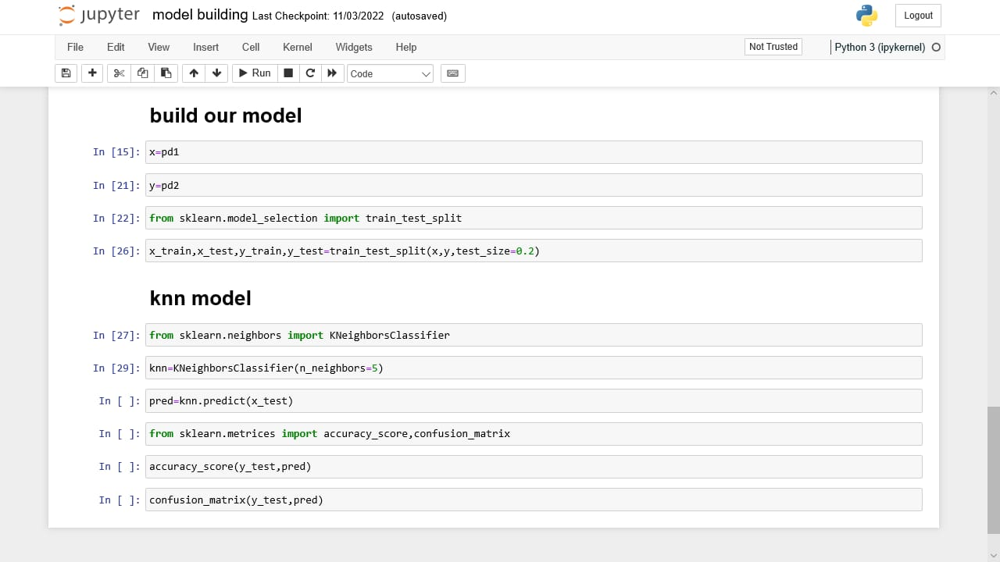 jupyter model building Last Checkpoint: 11/03/2022 (autosaved) Logout
File Edit View Insert Cell Kernel Widgets Help Not Trusted Python 3 (ipykernel)
Run Code
build our model
In [15]: x=pd1
In [21]: y=pd2
In [22]: from sklearn.model_selection import train_test_split
In [26]: x_train,x_test,y_train,y_test=train_test_split(x,y,test_size=0.2)
knn model
In [27]: from sklearn.neighbors import KNeighborsClassifier
In [29]: knn=KNeighborsClassifier(n_neighbors=5)
In [ ]: pred=knn.predict(x_test)
In [ ]: from sklearn.metrices import accuracy_score,confusion_matrix
In [ ]: accuracy_score(y_test,pred)
In [ ]: confusion_matrix(y_test,pred)